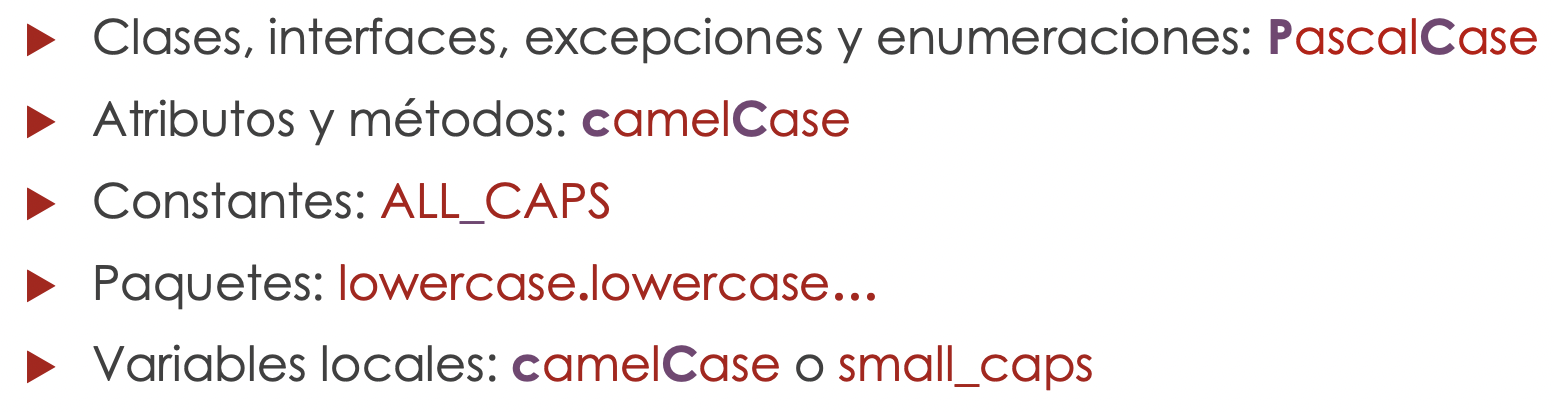 Clases, interfaces, excepciones y enumeraciones: PascalCase
Atributos y métodos: camelCase
Constantes: ALL_CAPS
Paquetes: lowercase.lowercase...
Variables locales: camelCase o small_caps